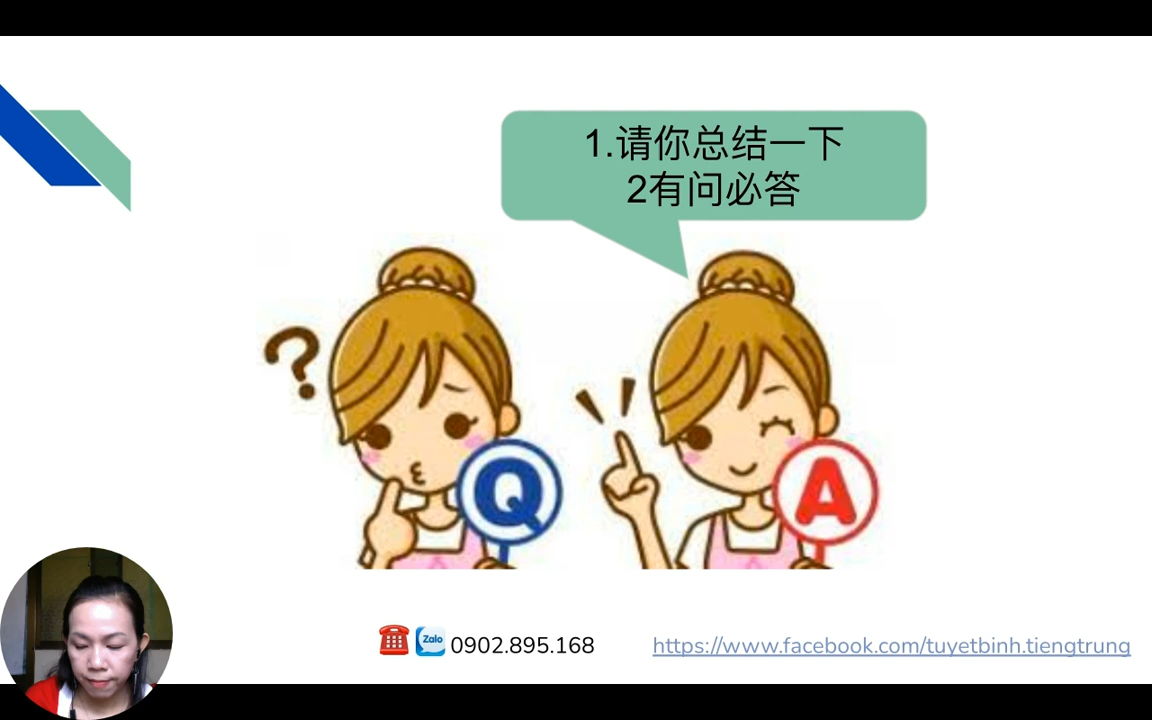 1.请你总结一下
2有问必答
?
Q
A
Zalo 0902.895.168
https://www.facebook.com/tuyetbinh.tiengtrung